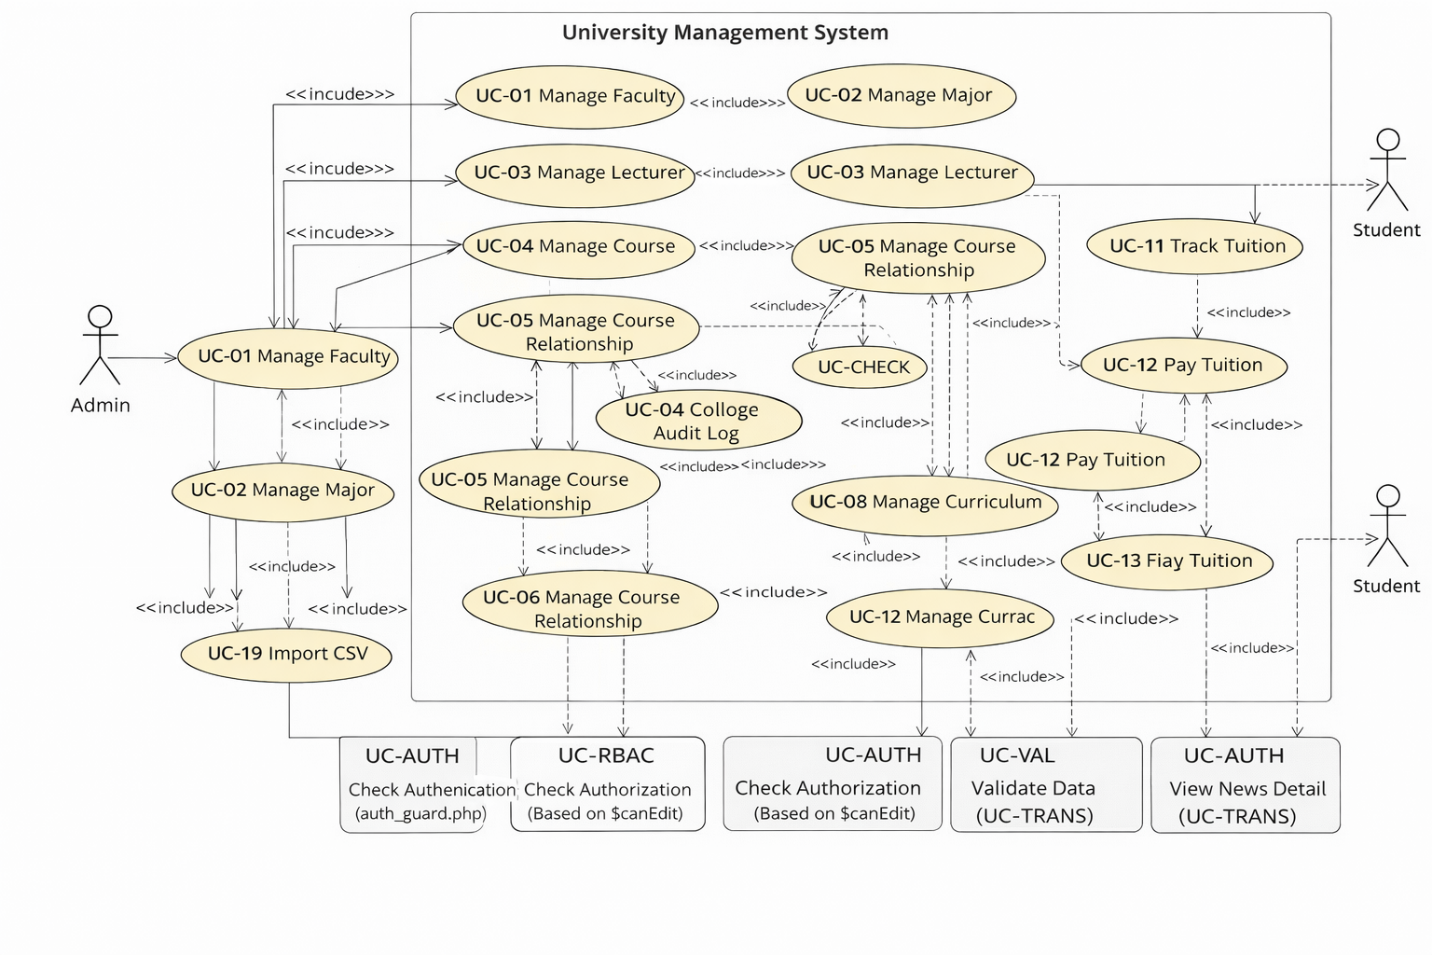 University Management System
<<incude>>>
UC-01 Manage Faculty
<<include>>>
UC-02 Manage Major
<<incude>>>
UC-03 Manage Lecturer
<<include>>>
UC-03 Manage Lecturer
Student
<<incude>>>
UC-04 Manage Course
<<include>>>
UC-05 Manage Course
Relationship
UC-11 Track Tuition
<<include>>
<<include>>
UC-05 Manage Course
Relationship
<<include>>
Admin
UC-01 Manage Faculty
UC-CHECK
UC-12 Pay Tuition
<<include>>
<<include>>
UC-04 Colloge
Audit Log
<<include>>
<<include>>
<<include>>
UC-12 Pay Tuition
<<include>><<include>>>
UC-05 Manage Course
Relationship
UC-02 Manage Major
UC-08 Manage Curriculum
<<include>>
<<include>>
<<include>>
<<include>>
<<include>>
UC-13 Fiay Tuition
Student
<<include>>
<<include>>
UC-06 Manage Course
Relationship
<<include>>
UC-12 Manage Currac
<<include>>
UC-19 Import CSV
<<include>>
<<include>>
<<include>>
UC-AUTH
Check Authenication
(auth_guard.php)
UC-RBAC
Check Authorization
(Based on $canEdit)
UC-AUTH
Check Authorization
(Based on $canEdit)
UC-VAL
Validate Data
(UC-TRANS)
UC-AUTH
View News Detail
(UC-TRANS)